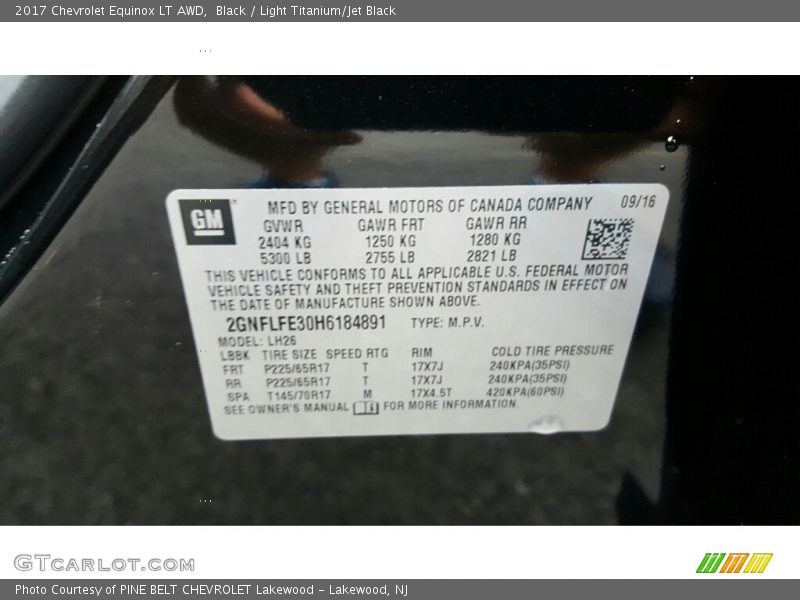 2017 Chevrolet Equinox LT AWD, Black / Light Titanium/Jet Black
GM
MFD BY GENERAL MOTORS OF CANADA COMPANY 09/16
GVWR GAWR FRT GAWR RR
2404 KG 1250 KG 1280 KG
5300 LB 2755 LB 2821 LB
THIS VEHICLE CONFORMS TO ALL APPLICABLE U.S. FEDERAL MOTOR
VEHICLE SAFETY AND THEFT PREVENTION STANDARDS IN EFFECT ON
THE DATE OF MANUFACTURE SHOWN ABOVE.
2GNFLFE30H6184891 TYPE: M.P.V.
MODEL: LH26
LBBK TIRE SIZE SPEED RTG RIM COLD TIRE PRESSURE
FRT P225/65R17 T 17X7J 240KPA(35PSI)
RR P225/65R17 T 17X7J 240KPA(35PSI)
SPA T145/70R17 M 17X4.5T 420KPA(60PSI)
SEE OWNER'S MANUAL FOR MORE INFORMATION.
GTCARLOT.COM
Photo Courtesy of PINE BELT CHEVROLET Lakewood - Lakewood, NJ